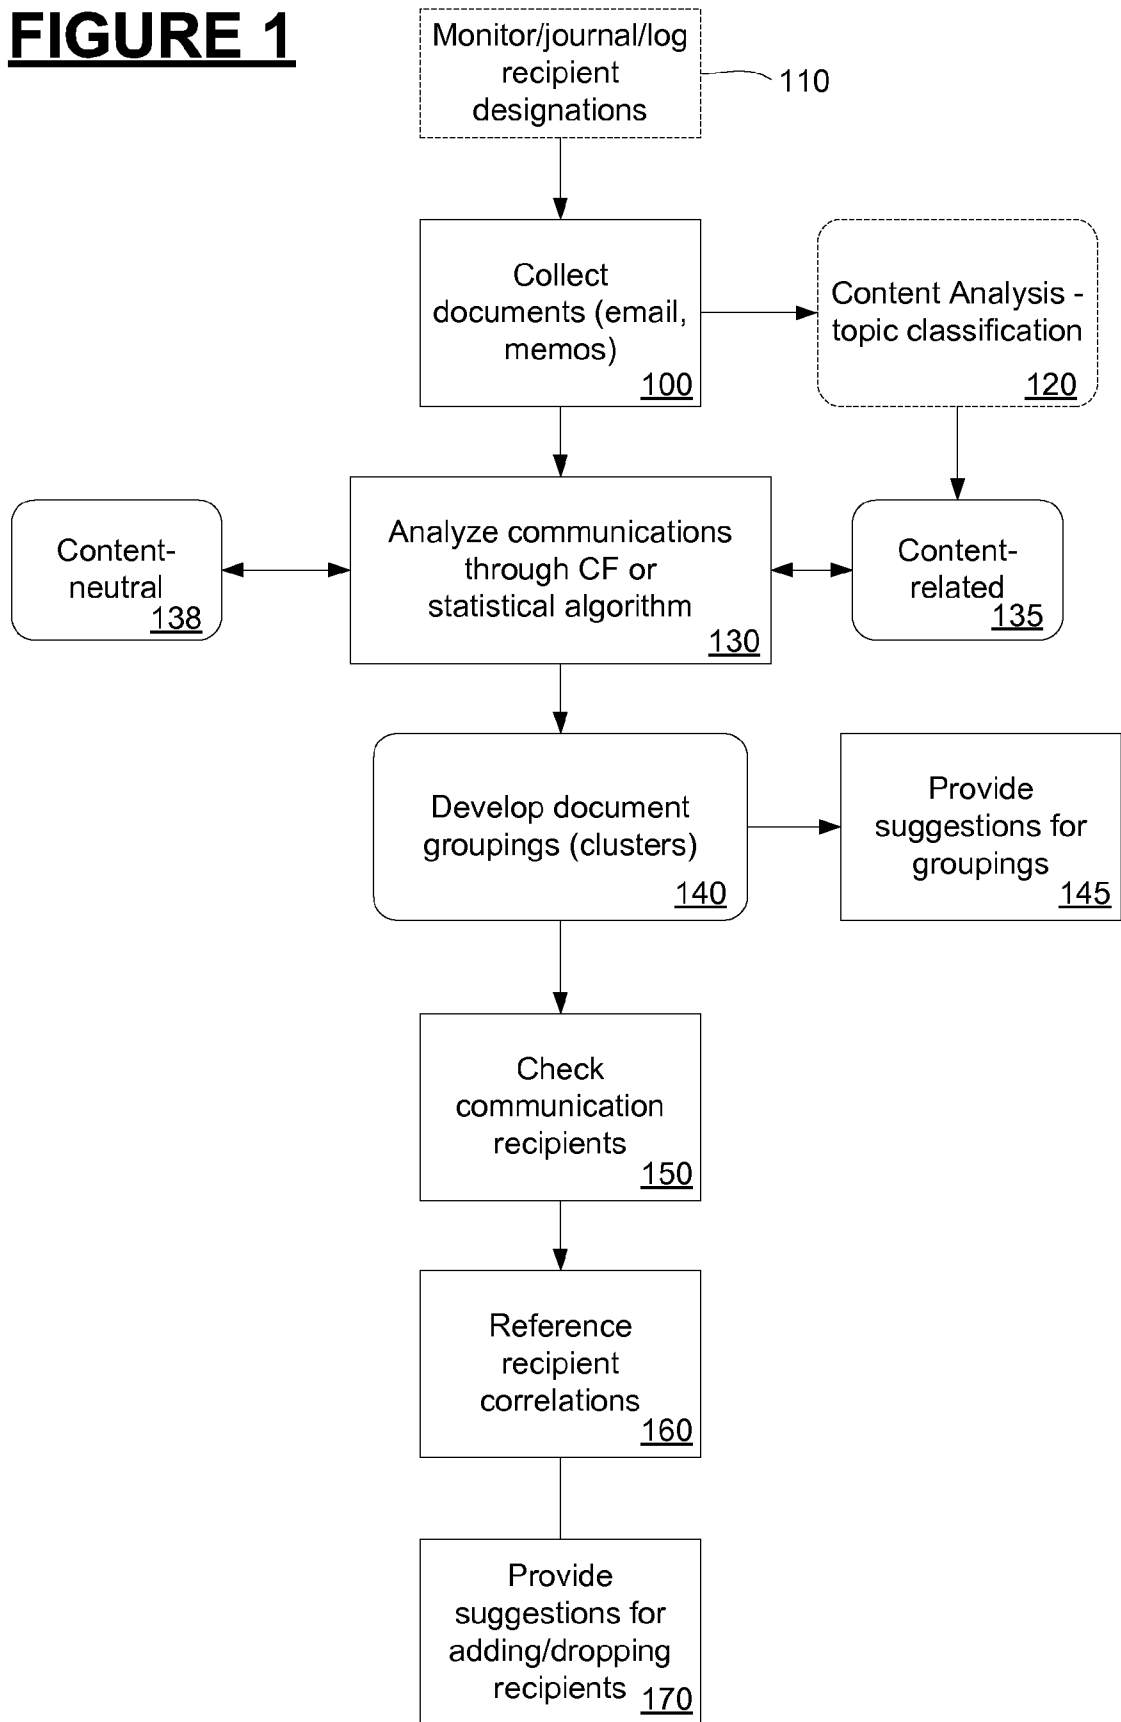 FIGURE 1
Monitor/journal/log
recipient
designations
110
Collect
documents (email,
memos)
100
Content Analysis -
topic classification
120
Content-
neutral
138
Analyze communications
through CF or
statistical algorithm
130
Content-
related
135
Develop document
groupings (clusters)
140
Provide
suggestions for
groupings
145
Check
communication
recipients
150
Reference
recipient
correlations
160
Provide
suggestions for
adding/dropping
recipients
170